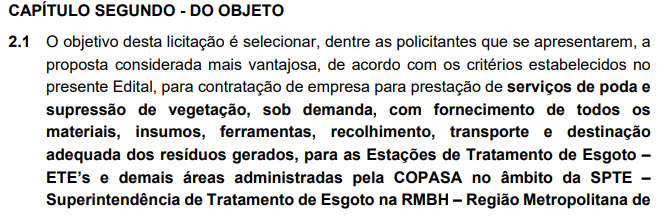 CAPÍTULO SEGUNDO - DO OBJETO
2.1 O objetivo desta licitação é selecionar, dentre as policitantes que se apresentarem, a
proposta considerada mais vantajosa, de acordo com os critérios estabelecidos no
presente Edital, para contratação de empresa para prestação de serviços de poda e
supressão de vegetação, sob demanda, com fornecimento de todos os
materiais, insumos, ferramentas, recolhimento, transporte e destinação
adequada dos resíduos gerados, para as Estações de Tratamento de Esgoto –
ETE's e demais áreas administradas pela COPASA no âmbito da SPTE –
Superintendência de Tratamento de Esgoto na RMBH – Região Metropolitana de